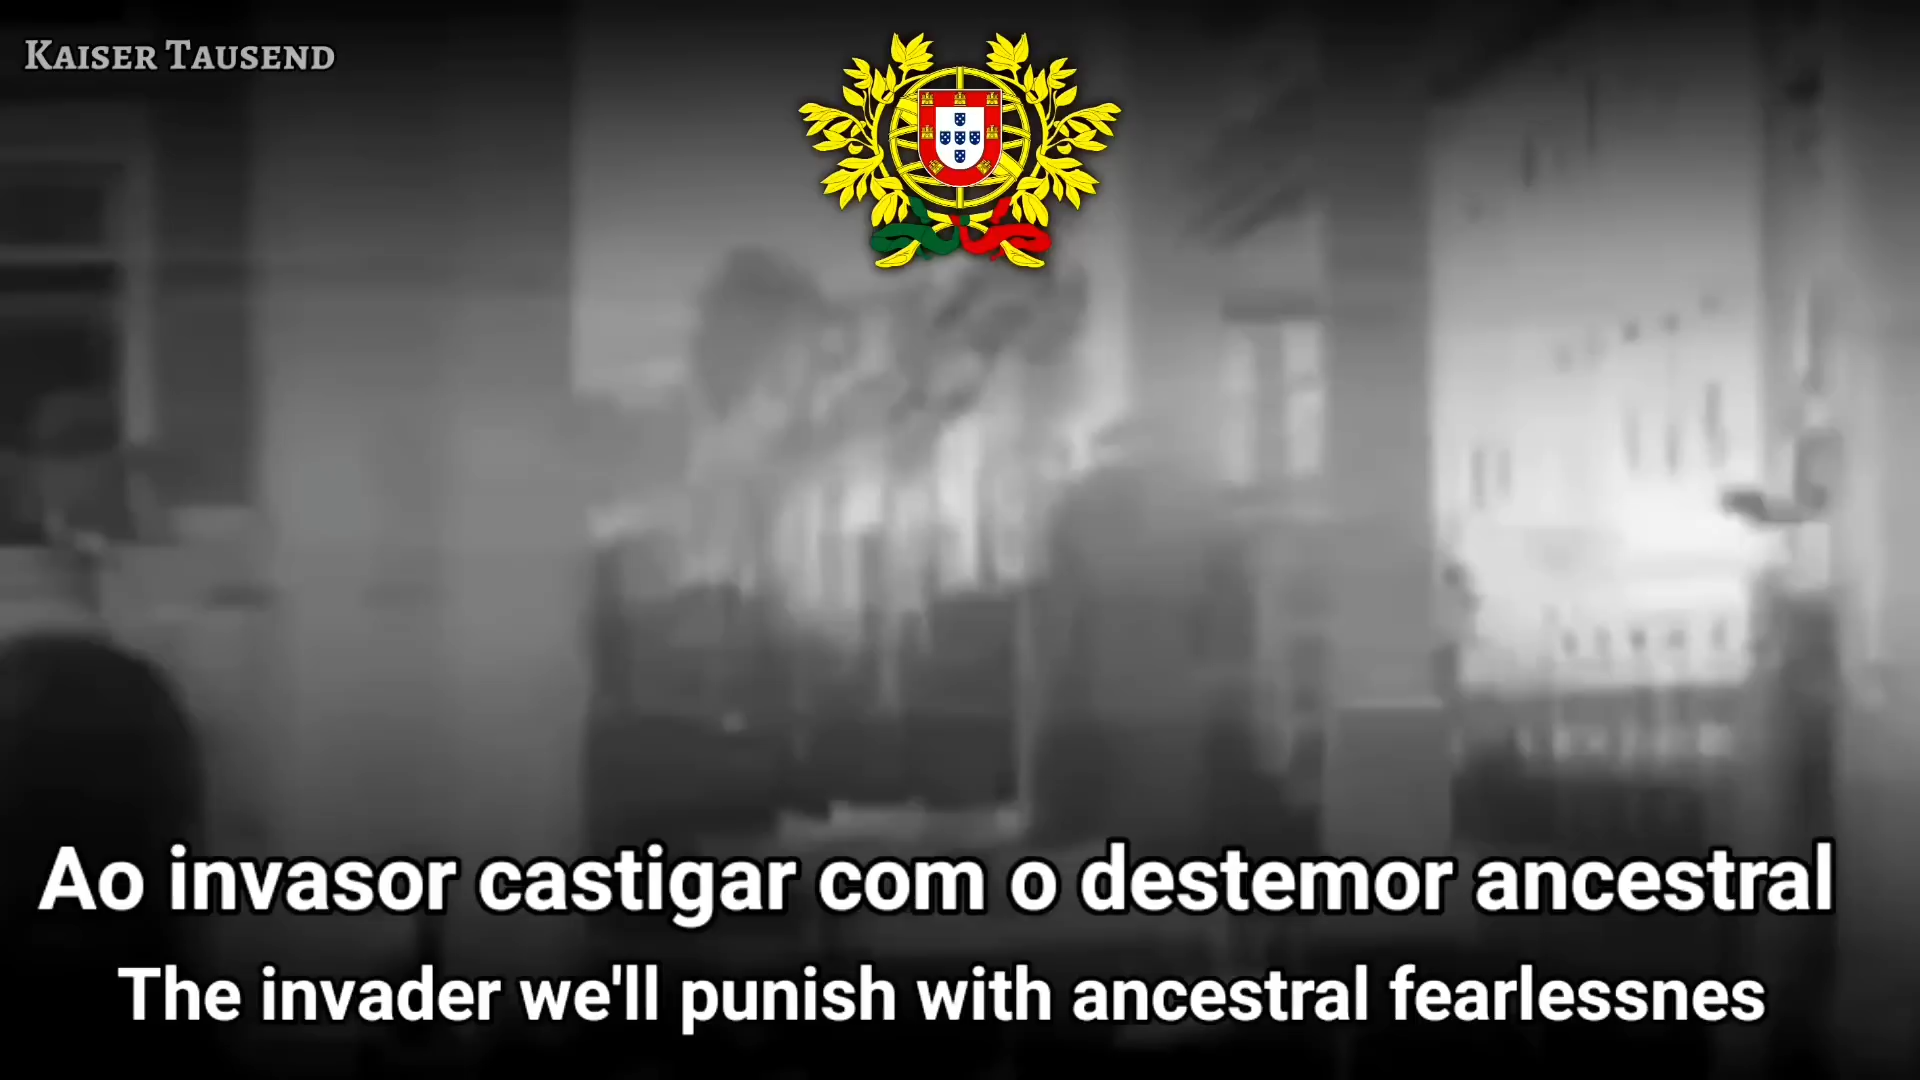 Kaiser Tausend
Ao invasor castigar com o destemor ancestral
The invader we'll punish with ancestral fearlessnes